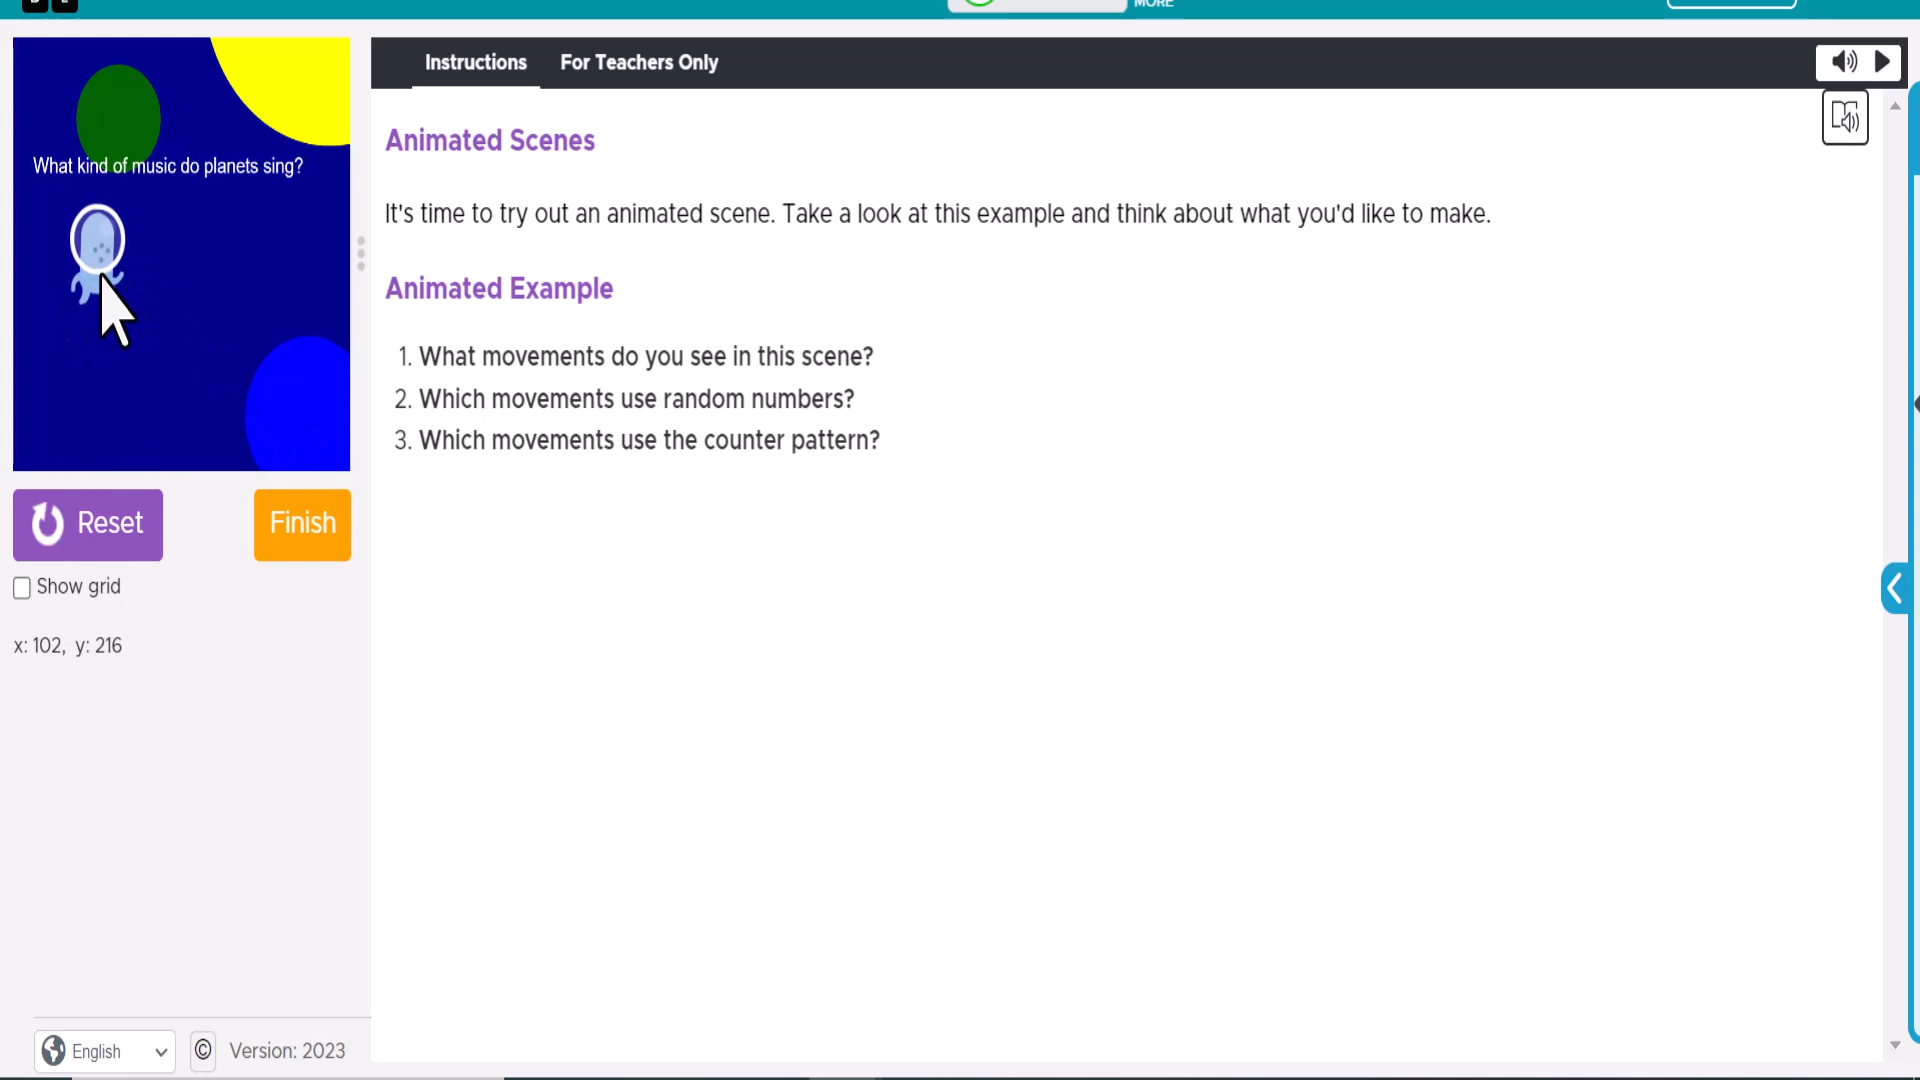 MORE
What kind of music do planets sing?
Reset
Finish
Show grid
x: 102, y: 216
English
©
Version: 2023
Instructions
For Teachers Only
Animated Scenes
It's time to try out an animated scene. Take a look at this example and think about what you'd like to make.
Animated Example
1. What movements do you see in this scene?
2. Which movements use random numbers?
3. Which movements use the counter pattern?